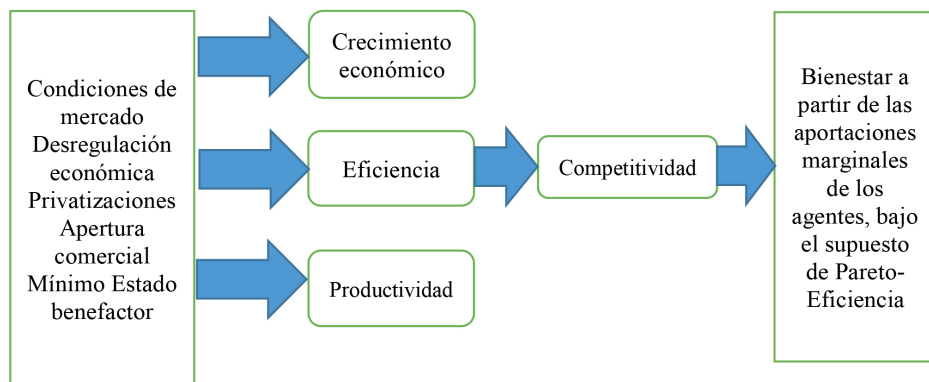 Condiciones de
mercado
Desregulación
económica
Privatizaciones
Apertura
comercial
Mínimo Estado
benefactor
Crecimiento
económico
Eficiencia
Productividad
Competitividad
Bienestar a
partir de las
aportaciones
marginales
de los
agentes, bajo
el supuesto
de Pareto-
Eficiencia